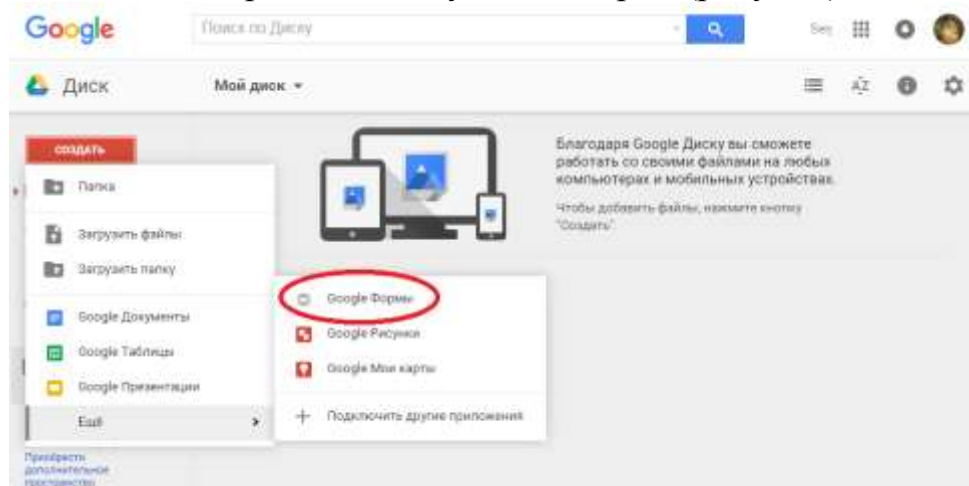 Google
Поиск по Диску
Диск
Мой диск
СОЗДАТЬ
Благодаря Google Диску вы сможете
работать со своими файлами на любых
компьютерах и мобильных устройствах.
Чтобы добавить файлы, нажмите кнопку
"Создать".
Папка
Загрузить файлы
Загрузить папку
Google Документы
Google Таблицы
Google Презентации
Ещё
Google Формы
Google Рисунки
Google Мои карты
Подключить другие приложения
Приобрести
дополнительное
пространство